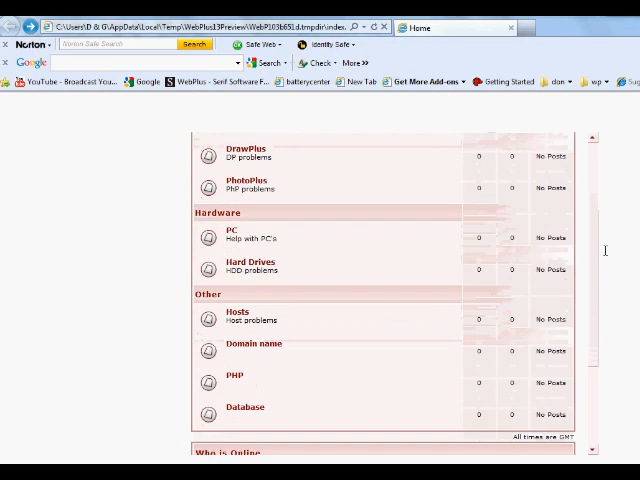 C:\Users\D & G\AppData\Local\Temp\WebPlus13Preview\WebP103b651d.tmpdir\index.
Home
Norton
Norton Safe Search
Search
Safe Web
Identity Safe
Google
Search
Check
More >>
YouTube - Broadcast You...
Google
WebPlus - Serif Software F...
batterycenter
New Tab
Get More Add-ons
Getting Started
don
wp
Sug
DrawPlus
DP problems
0 0 No Posts
PhotoPlus
PhP problems
0 0 No Posts
Hardware
PC
Help with PC's
0 0 No Posts
Hard Drives
HDD problems
0 0 No Posts
Other
Hosts
Host problems
0 0 No Posts
Domain name
0 0 No Posts
PHP
0 0 No Posts
Database
0 0 No Posts
All times are GMT
Who is Online